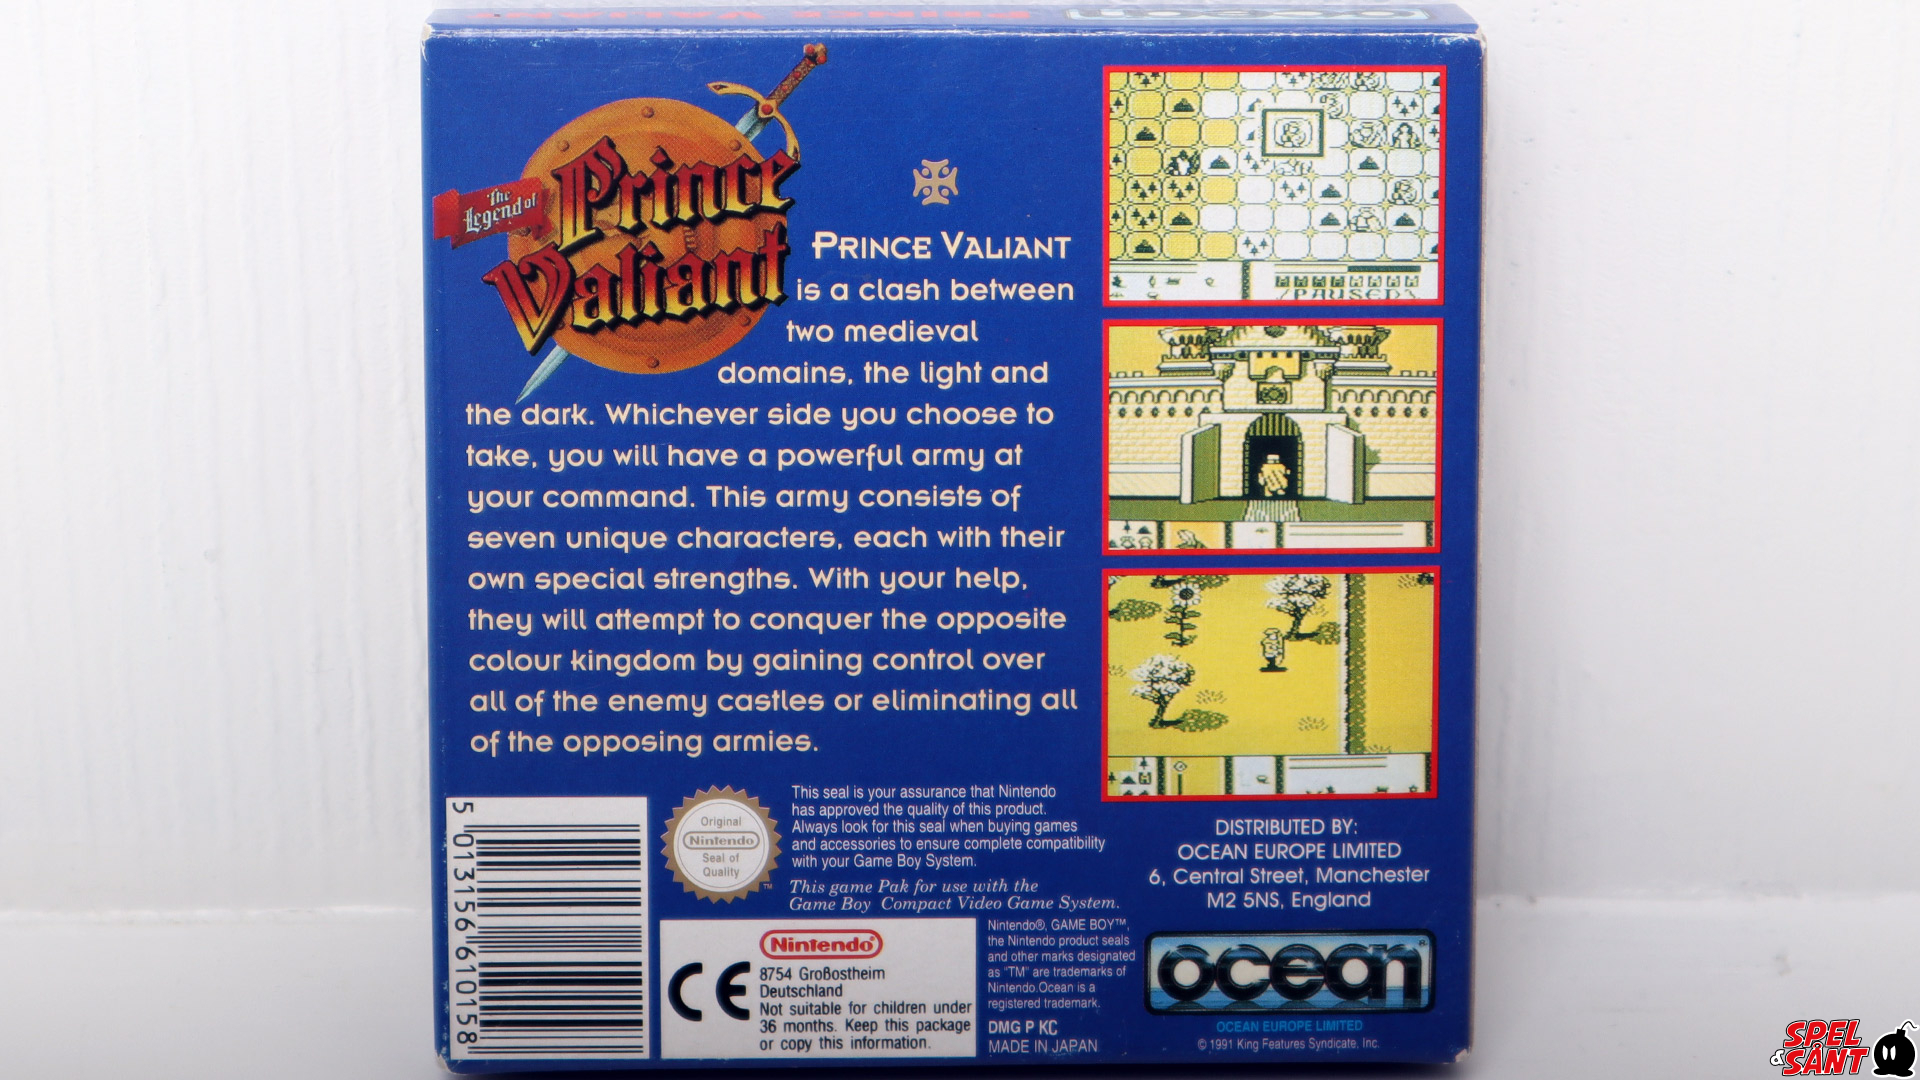 PRINCE VALIANT
ocean
The
Legend of
Prince
Valiant
PRINCE VALIANT
is a clash between
two medieval
domains, the light and
the dark. Whichever side you choose to
take, you will have a powerful army at
your command. This army consists of
seven unique characters, each with their
own special strengths. With your help,
they will attempt to conquer the opposite
colour kingdom by gaining control over
all of the enemy castles or eliminating all
of the opposing armies.
PAUSED
5 013156 610158
Original
Nintendo
Seal of
Quality
TM
This seal is your assurance that Nintendo
has approved the quality of this product.
Always look for this seal when buying games
and accessories to ensure complete compatibility
with your Game Boy System.
This game Pak for use with the
Game Boy Compact Video Game System.
DISTRIBUTED BY:
OCEAN EUROPE LIMITED
6, Central Street, Manchester
M2 5NS, England
Nintendo®
CE
8754 Großostheim
Deutschland
Not suitable for children under
36 months. Keep this package
or copy this information.
Nintendo®, GAME BOY™,
the Nintendo product seals
and other marks designated
as "TM" are trademarks of
Nintendo.Ocean is a
registered trademark.
DMG P KC
MADE IN JAPAN
ocean®
OCEAN EUROPE LIMITED
© 1991 King Features Syndicate, Inc.
SPEL
&SÅNT